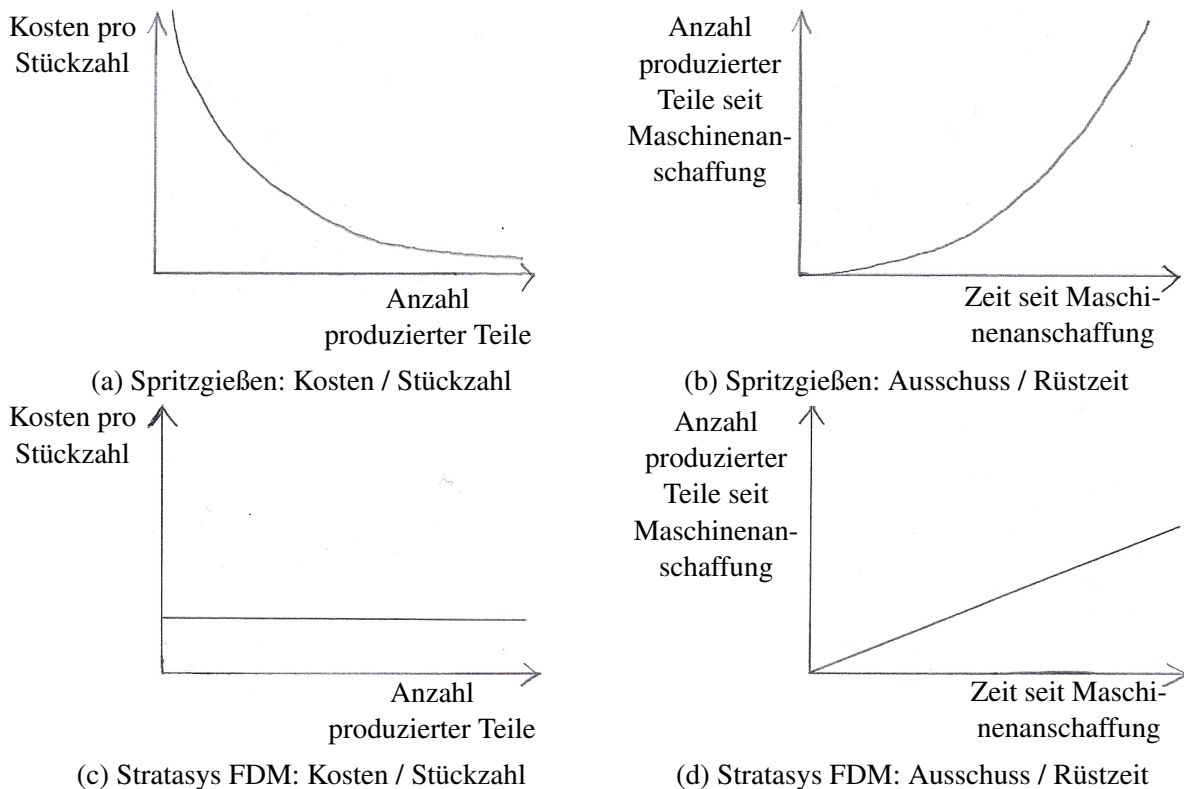 Kosten pro
Stückzahl
Anzahl
produzierter Teile
(a) Spritzgießen: Kosten / Stückzahl
Anzahl
produzierter
Teile seit
Maschinenan-
schaffung
Zeit seit Maschi-
nenanschaffung
(b) Spritzgießen: Ausschuss / Rüstzeit
Kosten pro
Stückzahl
Anzahl
produzierter Teile
(c) Stratasys FDM: Kosten / Stückzahl
Anzahl
produzierter
Teile seit
Maschinenan-
schaffung
Zeit seit Maschi-
nenanschaffung
(d) Stratasys FDM: Ausschuss / Rüstzeit